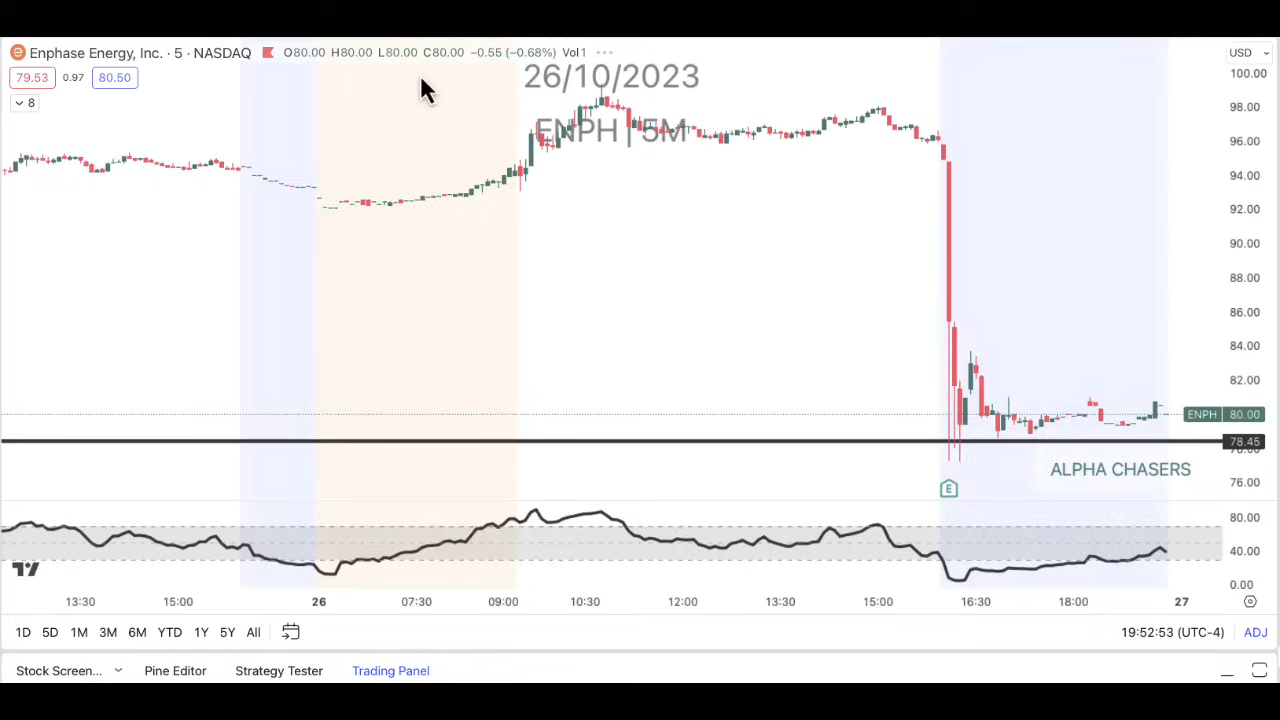 Enphase Energy, Inc. · 5 · NASDAQ O80.00 H80.00 L80.00 C80.00 −0.55 (−0.68%) Vol1
USD
79.53 0.97 80.50
8
26/10/2023
ENPH | 5M
100.00
98.00
96.00
94.00
92.00
90.00
88.00
86.00
84.00
82.00
ENPH 80.00
78.45
ALPHA CHASERS
76.00
E
80.00
40.00
0.00
13:30 15:00 26 07:30 09:00 10:30 12:00 13:30 15:00 16:30 18:00 27
1D 5D 1M 3M 6M YTD 1Y 5Y All 19:52:53 (UTC-4) ADJ
Stock Screen... Pine Editor Strategy Tester Trading Panel